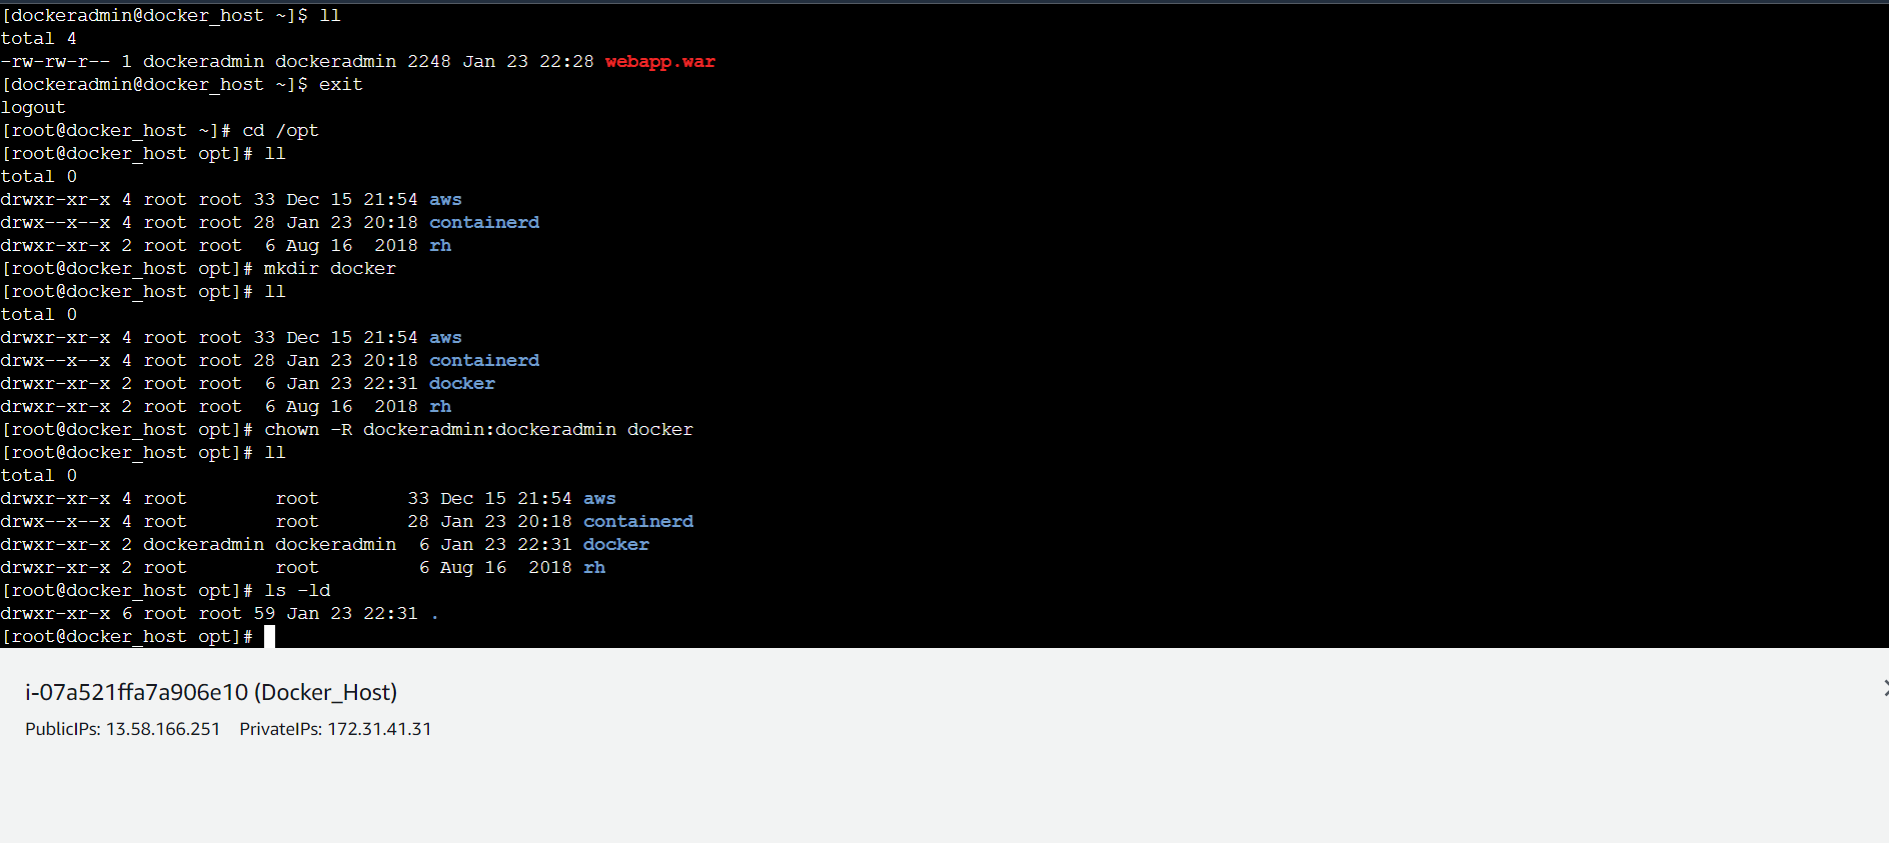 [dockeradmin@docker_host ~]$ ll
total 4
-rw-rw-r-- 1 dockeradmin dockeradmin 2248 Jan 23 22:28 webapp.war
[dockeradmin@docker_host ~]$ exit
logout
[root@docker_host ~]# cd /opt
[root@docker_host opt]# ll
total 0
drwxr-xr-x 4 root root 33 Dec 15 21:54 aws
drwx--x--x 4 root root 28 Jan 23 20:18 containerd
drwxr-xr-x 2 root root  6 Aug 16  2018 rh
[root@docker_host opt]# mkdir docker
[root@docker_host opt]# ll
total 0
drwxr-xr-x 4 root root 33 Dec 15 21:54 aws
drwx--x--x 4 root root 28 Jan 23 20:18 containerd
drwxr-xr-x 2 root root  6 Jan 23 22:31 docker
drwxr-xr-x 2 root root  6 Aug 16  2018 rh
[root@docker_host opt]# chown -R dockeradmin:dockeradmin docker
[root@docker_host opt]# ll
total 0
drwxr-xr-x 4 root        root        33 Dec 15 21:54 aws
drwx--x--x 4 root        root        28 Jan 23 20:18 containerd
drwxr-xr-x 2 dockeradmin dockeradmin  6 Jan 23 22:31 docker
drwxr-xr-x 2 root        root         6 Aug 16  2018 rh
[root@docker_host opt]# ls -ld
drwxr-xr-x 6 root root 59 Jan 23 22:31 .
[root@docker_host opt]#
i-07a521ffa7a906e10 (Docker_Host)
PublicIPs: 13.58.166.251    PrivateIPs: 172.31.41.31